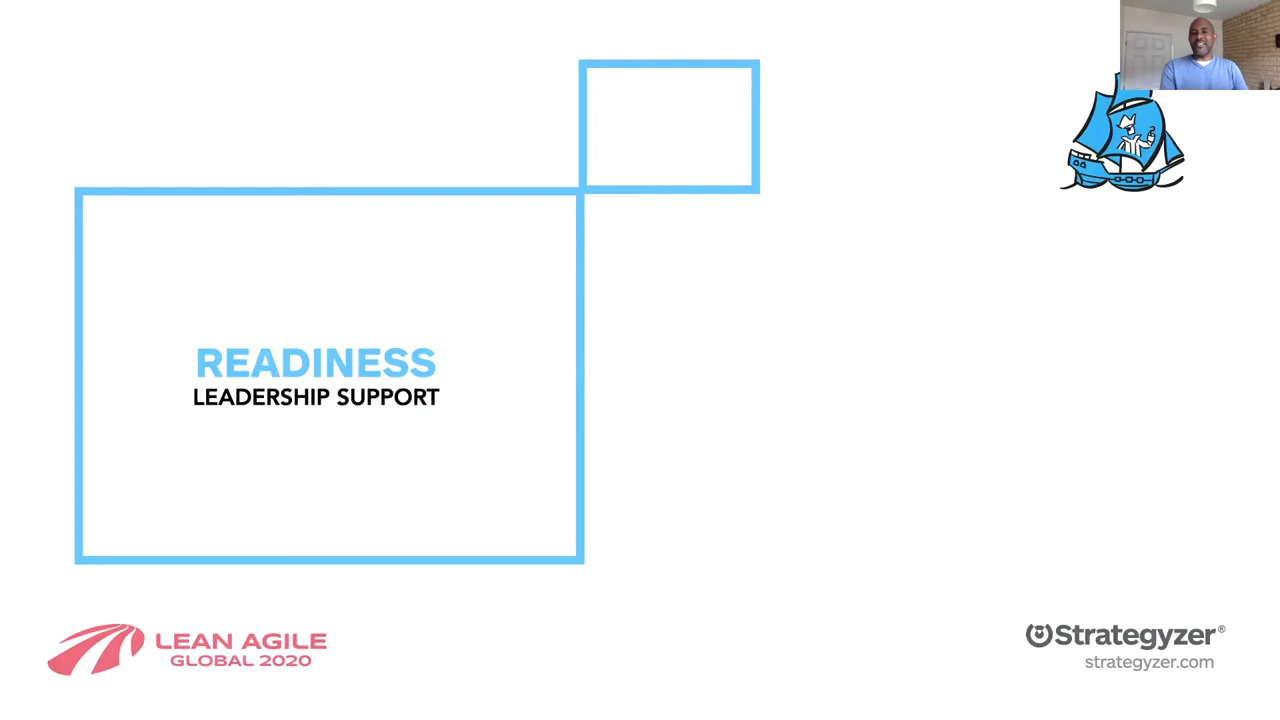 READINESS
LEADERSHIP SUPPORT
LEAN AGILE
GLOBAL 2020
Strategyzer®
strategyzer.com